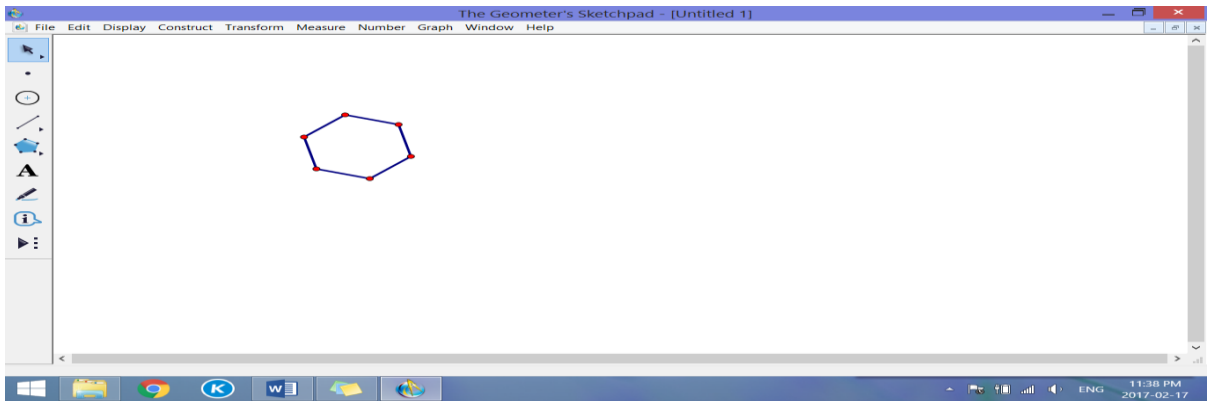 The Geometer's Sketchpad - [Untitled 1]
File Edit Display Construct Transform Measure Number Graph Window Help
A
i
K
W
ENG
11:38 PM
2017-02-17